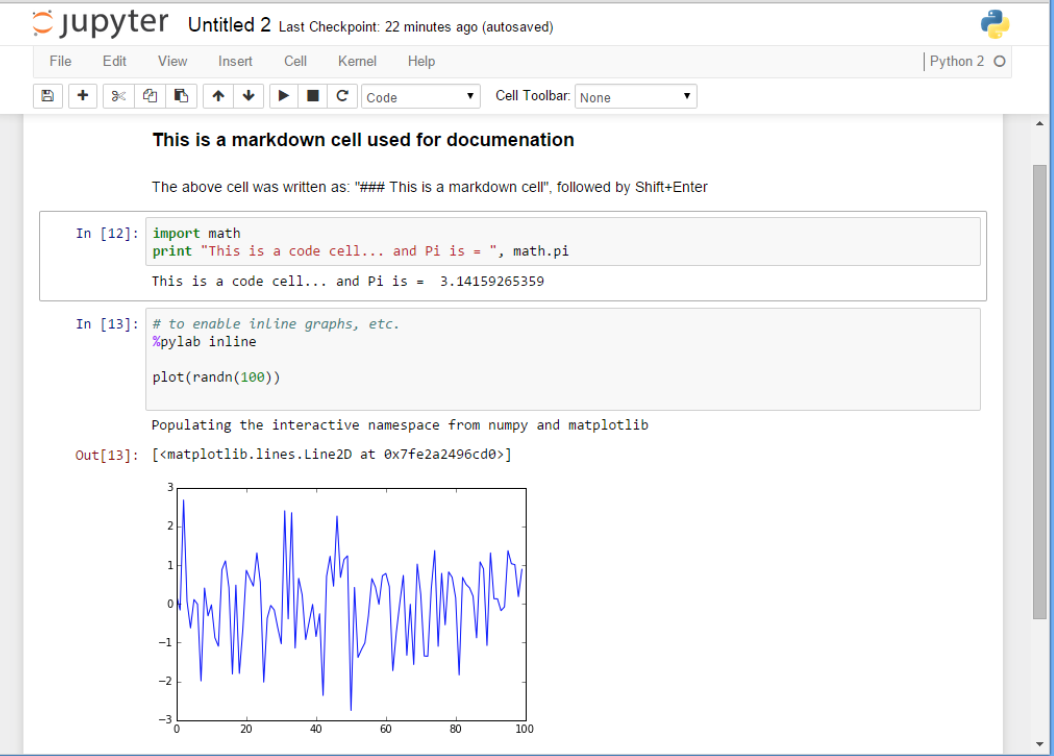 jupyter Untitled 2 Last Checkpoint: 22 minutes ago (autosaved)
File Edit View Insert Cell Kernel Help Python 2
Code Cell Toolbar: None
This is a markdown cell used for documenation
The above cell was written as: "### This is a markdown cell", followed by Shift+Enter
In [12]: import math
print "This is a code cell... and Pi is = ", math.pi
This is a code cell... and Pi is =  3.14159265359
In [13]: # to enable inline graphs, etc.
%pylab inline
plot(randn(100))
Populating the interactive namespace from numpy and matplotlib
Out[13]: [<matplotlib.lines.Line2D at 0x7fe2a2496cd0>]
3
2
1
0
−1
−2
−3
0 20 40 60 80 100